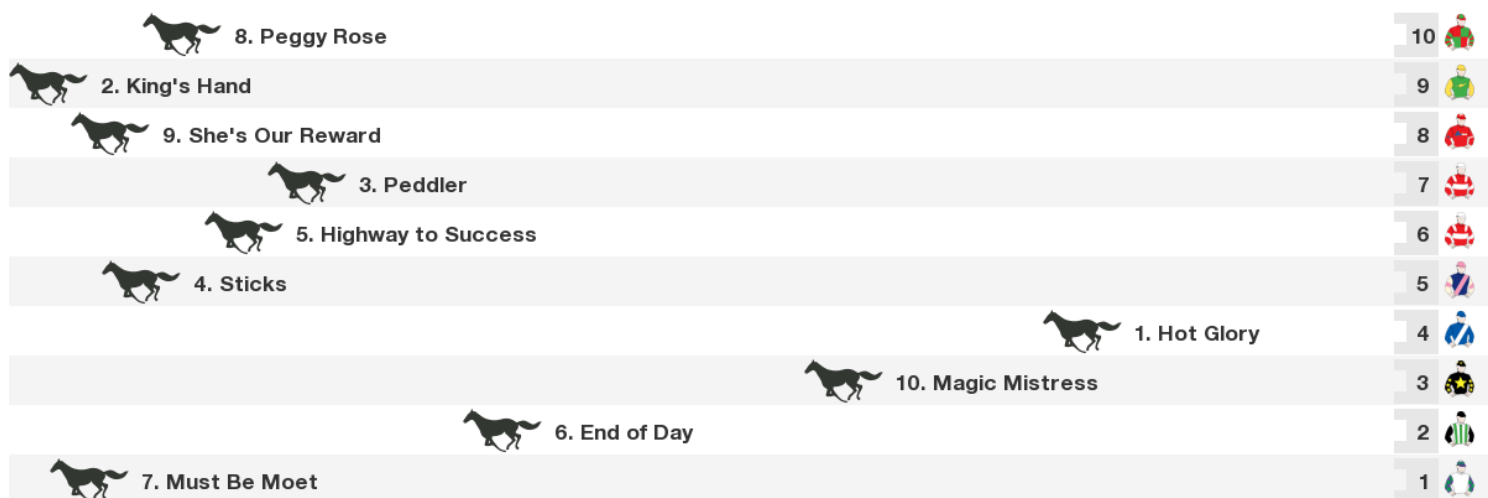 8. Peggy Rose 10
2. King's Hand 9
9. She's Our Reward 8
3. Peddler 7
5. Highway to Success 6
4. Sticks 5
1. Hot Glory 4
10. Magic Mistress 3
6. End of Day 2
7. Must Be Moet 1